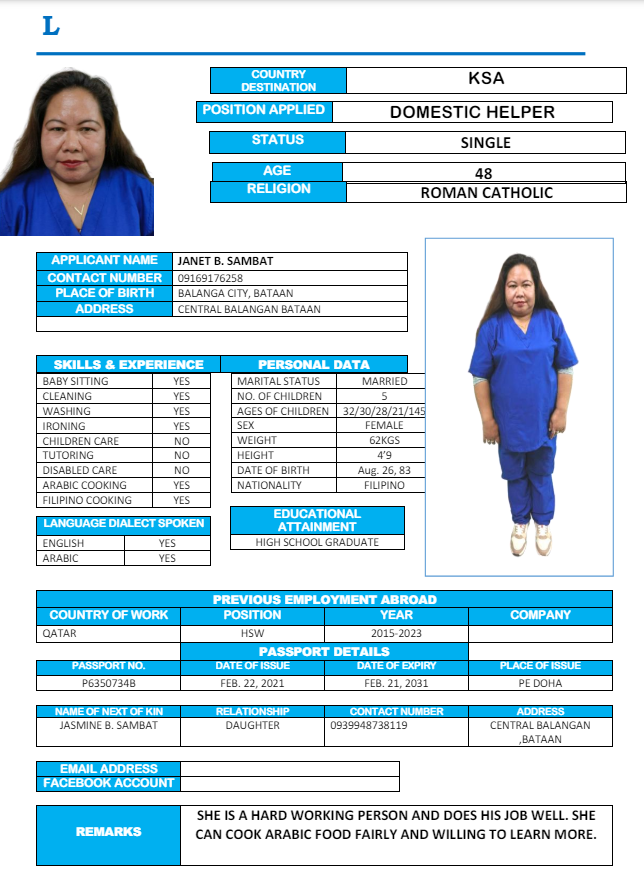 L
COUNTRY DESTINATION KSA
POSITION APPLIED DOMESTIC HELPER
STATUS SINGLE
AGE 48
RELIGION ROMAN CATHOLIC
APPLICANT NAME JANET B. SAMBAT
CONTACT NUMBER 09169176258
PLACE OF BIRTH BALANGA CITY, BATAAN
ADDRESS CENTRAL BALANGAN BATAAN
SKILLS & EXPERIENCE
BABY SITTING YES
CLEANING YES
WASHING YES
IRONING YES
CHILDREN CARE NO
TUTORING NO
DISABLED CARE NO
ARABIC COOKING YES
FILIPINO COOKING YES
PERSONAL DATA
MARITAL STATUS MARRIED
NO. OF CHILDREN 5
AGES OF CHILDREN 32/30/28/21/145
SEX FEMALE
WEIGHT 62KGS
HEIGHT 4'9
DATE OF BIRTH Aug. 26, 83
NATIONALITY FILIPINO
LANGUAGE DIALECT SPOKEN
ENGLISH YES
ARABIC YES
EDUCATIONAL
ATTAINMENT
HIGH SCHOOL GRADUATE
PREVIOUS EMPLOYMENT ABROAD
COUNTRY OF WORK POSITION YEAR COMPANY
QATAR HSW 2015-2023
PASSPORT DETAILS
PASSPORT NO. DATE OF ISSUE DATE OF EXPIRY PLACE OF ISSUE
P6350734B FEB. 22, 2021 FEB. 21, 2031 PE DOHA
NAME OF NEXT OF KIN RELATIONSHIP CONTACT NUMBER ADDRESS
JASMINE B. SAMBAT DAUGHTER 0939948738119 CENTRAL BALANGAN
,BATAAN
EMAIL ADDRESS
FACEBOOK ACCOUNT
REMARKS
SHE IS A HARD WORKING PERSON AND DOES HIS JOB WELL. SHE
CAN COOK ARABIC FOOD FAIRLY AND WILLING TO LEARN MORE.